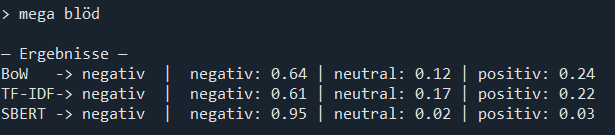 > mega blöd
— Ergebnisse —
BoW   -> negativ  |  negativ: 0.64 | neutral: 0.12 | positiv: 0.24
TF-IDF-> negativ  |  negativ: 0.61 | neutral: 0.17 | positiv: 0.22
SBERT -> negativ  |  negativ: 0.95 | neutral: 0.02 | positiv: 0.03